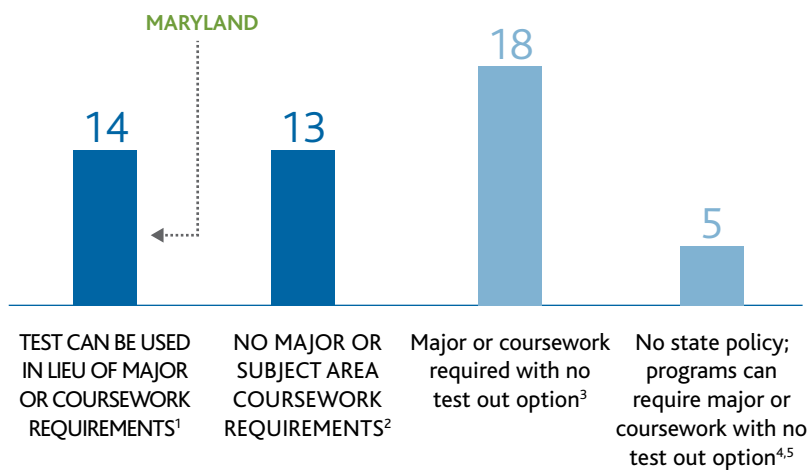 MARYLAND
14
13
18
5
TEST CAN BE USED
IN LIEU OF MAJOR
OR COURSEWORK
REQUIREMENTS¹
NO MAJOR OR
SUBJECT AREA
COURSEWORK
REQUIREMENTS²
Major or coursework
required with no
test out option³
No state policy;
programs can
require major or
coursework with no
test out option⁴,⁵